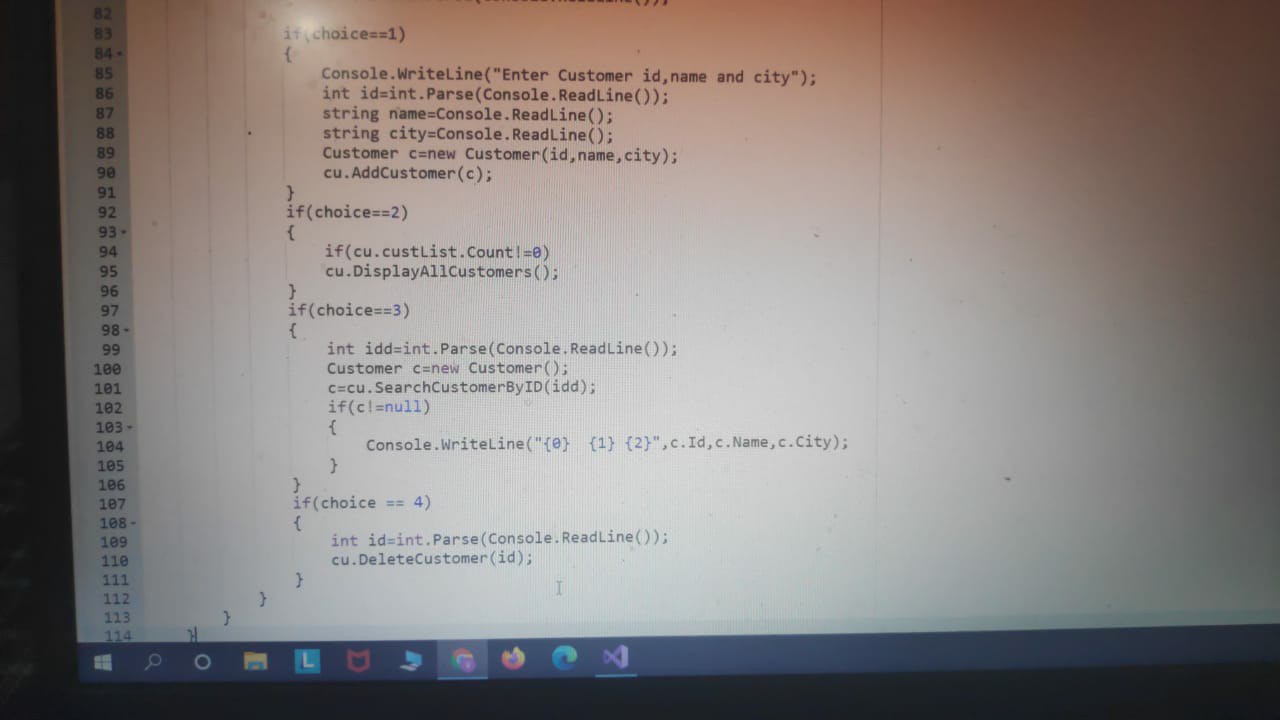 82
83 if(choice==1)
84 {
85 Console.WriteLine("Enter Customer id,name and city");
86 int id=int.Parse(Console.ReadLine());
87 string name=Console.ReadLine();
88 string city=Console.ReadLine();
89 Customer c=new Customer(id,name,city);
90 cu.AddCustomer(c);
91 }
92 if(choice==2)
93 {
94 if(cu.custList.Count!=0)
95 cu.DisplayAllCustomers();
96 }
97 if(choice==3)
98 {
99 int idd=int.Parse(Console.ReadLine());
100 Customer c=new Customer();
101 c=cu.SearchCustomerByID(idd);
102 if(c!=null)
103 {
104 Console.WriteLine("{0}  {1} {2}",c.Id,c.Name,c.City);
105 }
106 }
107 if(choice == 4)
108 {
109 int id=int.Parse(Console.ReadLine());
110 cu.DeleteCustomer(id);
111 }
112 }
113 }
114 }
L